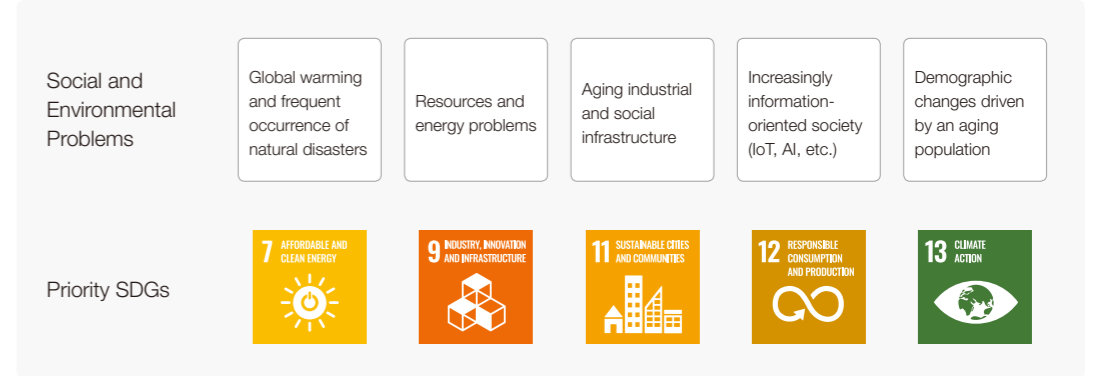 Social and
Environmental
Problems
Global warming
and frequent
occurrence of
natural disasters
Resources and
energy problems
Aging industrial
and social
infrastructure
Increasingly
information-
oriented society
(IoT, AI, etc.)
Demographic
changes driven
by an aging
population
Priority SDGs
7 AFFORDABLE AND
CLEAN ENERGY
9 INDUSTRY, INNOVATION
AND INFRASTRUCTURE
11 SUSTAINABLE CITIES
AND COMMUNITIES
12 RESPONSIBLE
CONSUMPTION
AND PRODUCTION
13 CLIMATE
ACTION